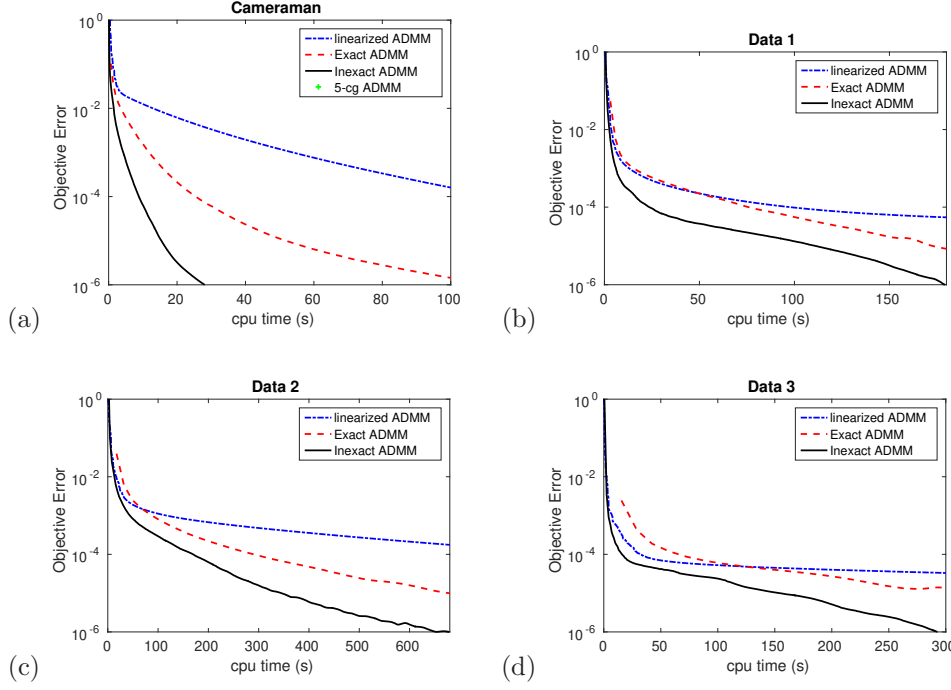 Cameraman
10^0
10^-2
10^-4
10^-6
Objective Error
0 20 40 60 80 100
cpu time (s)
linearized ADMM
Exact ADMM
Inexact ADMM
5-cg ADMM
(a)
Data 1
10^0
10^-2
10^-4
10^-6
Objective Error
0 50 100 150
cpu time (s)
linearized ADMM
Exact ADMM
Inexact ADMM
(b)
Data 2
10^0
10^-2
10^-4
10^-6
Objective Error
0 100 200 300 400 500 600
cpu time (s)
linearized ADMM
Exact ADMM
Inexact ADMM
(c)
Data 3
10^0
10^-2
10^-4
10^-6
Objective Error
0 50 100 150 200 250 300
cpu time (s)
linearized ADMM
Exact ADMM
Inexact ADMM
(d)